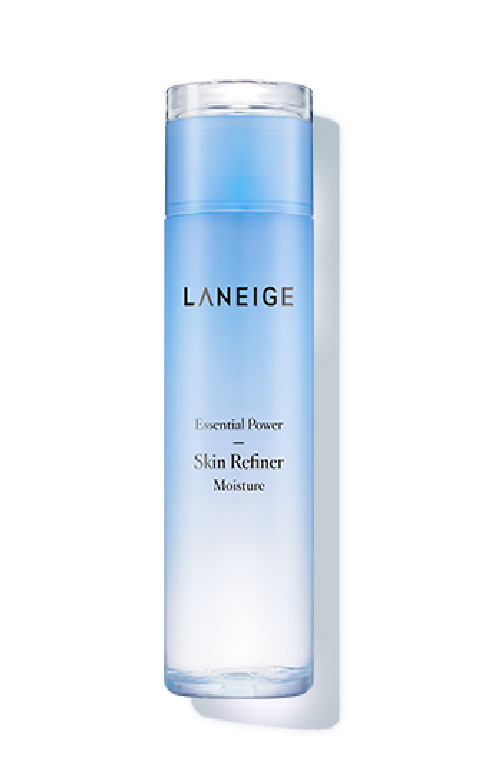 LANEIGE
Essential Power
–
Skin Refiner
Moisture